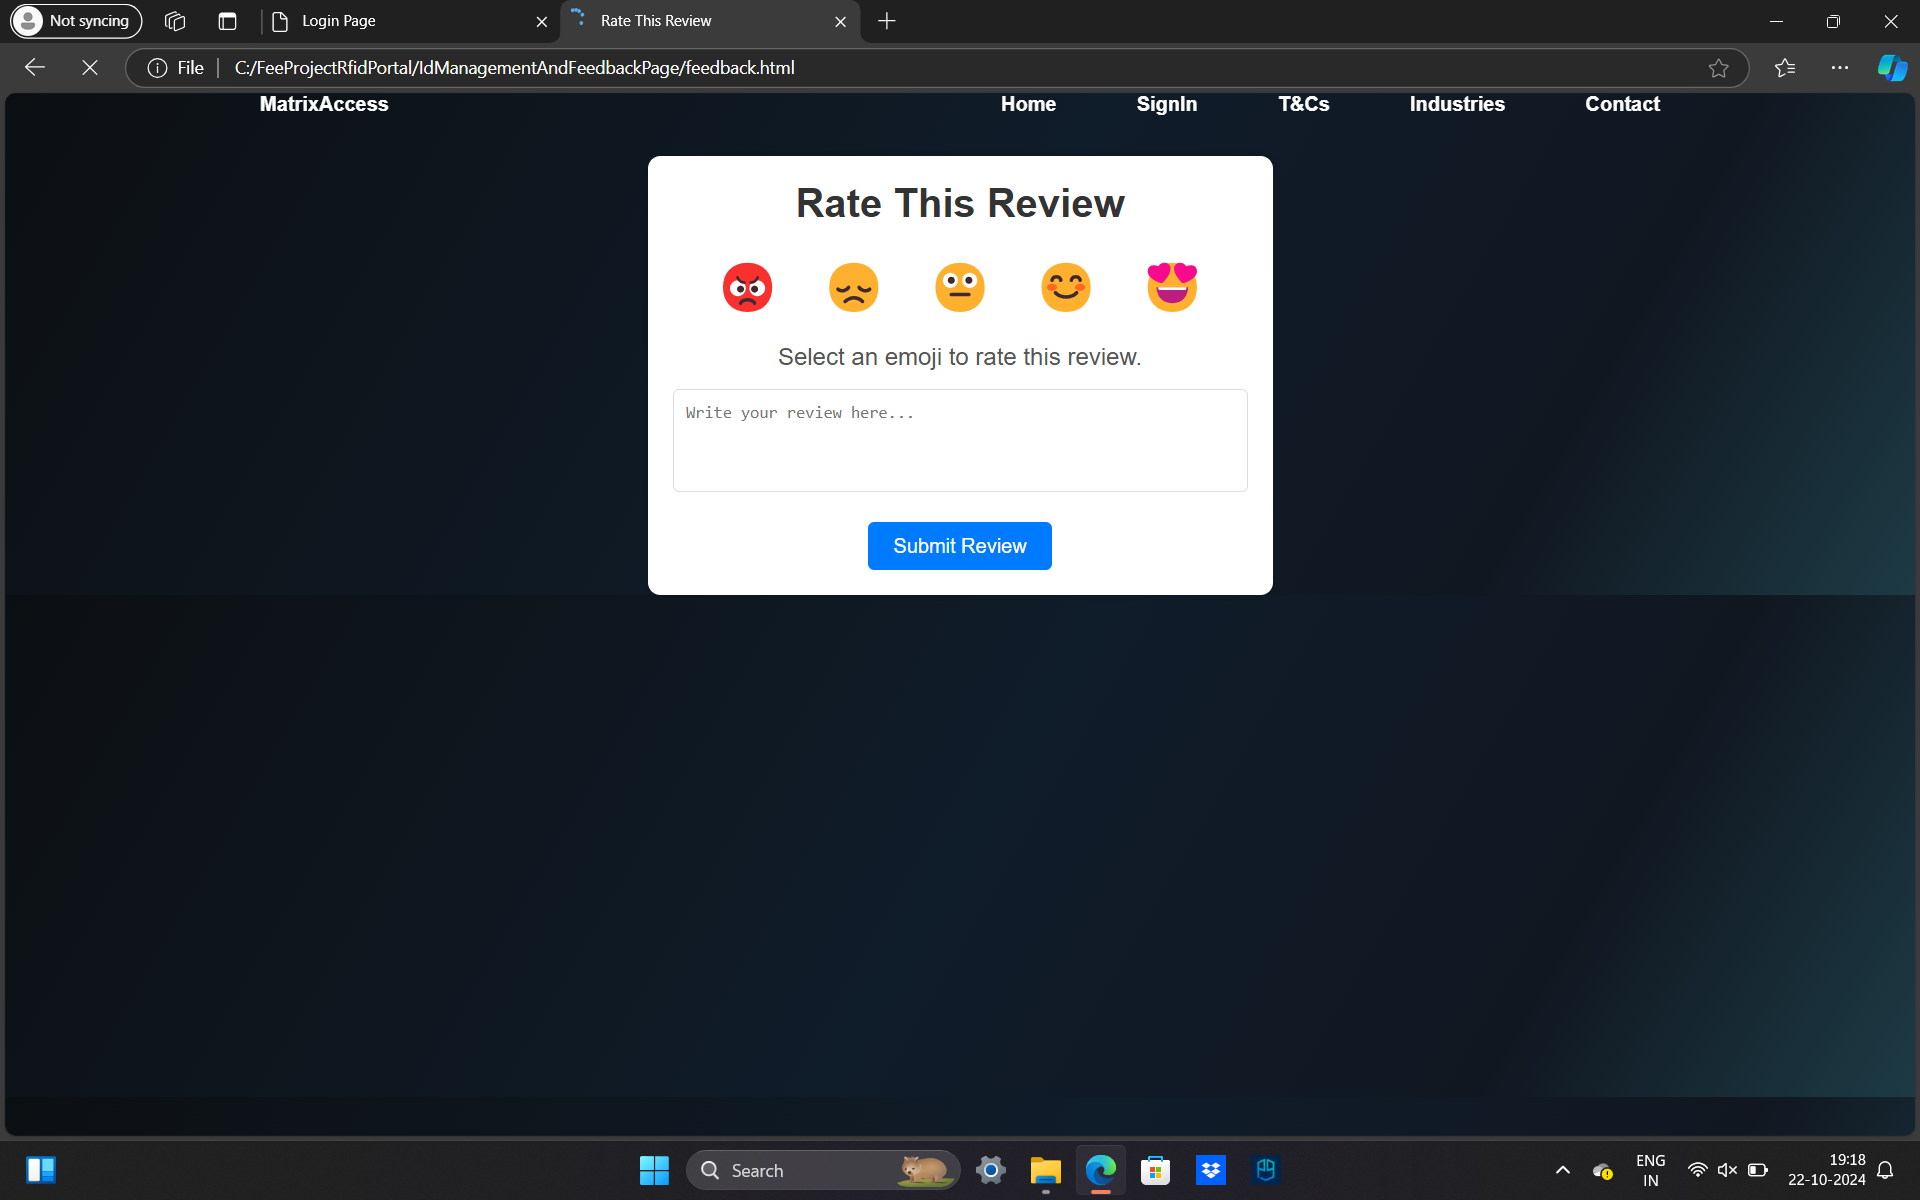 Not syncing
Login Page
Rate This Review
File
C:/FeeProjectRfidPortal/IdManagementAndFeedbackPage/feedback.html
MatrixAccess Home SignIn T&Cs Industries Contact
Rate This Review
Select an emoji to rate this review.
Write your review here...
Submit Review
Search
ENG
IN
19:18
22-10-2024